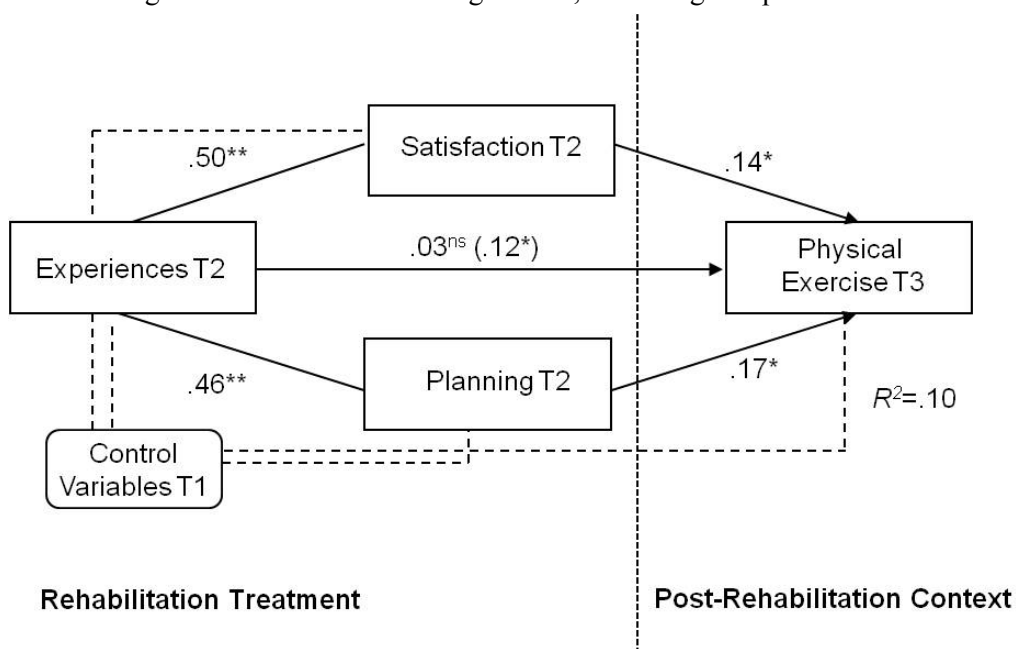 Satisfaction T2
.50**
.14*
Experiences T2
.03ns (.12*)
Physical
Exercise T3
.46**
Planning T2
.17*
R2=.10
Control
Variables T1
Rehabilitation Treatment
Post-Rehabilitation Context